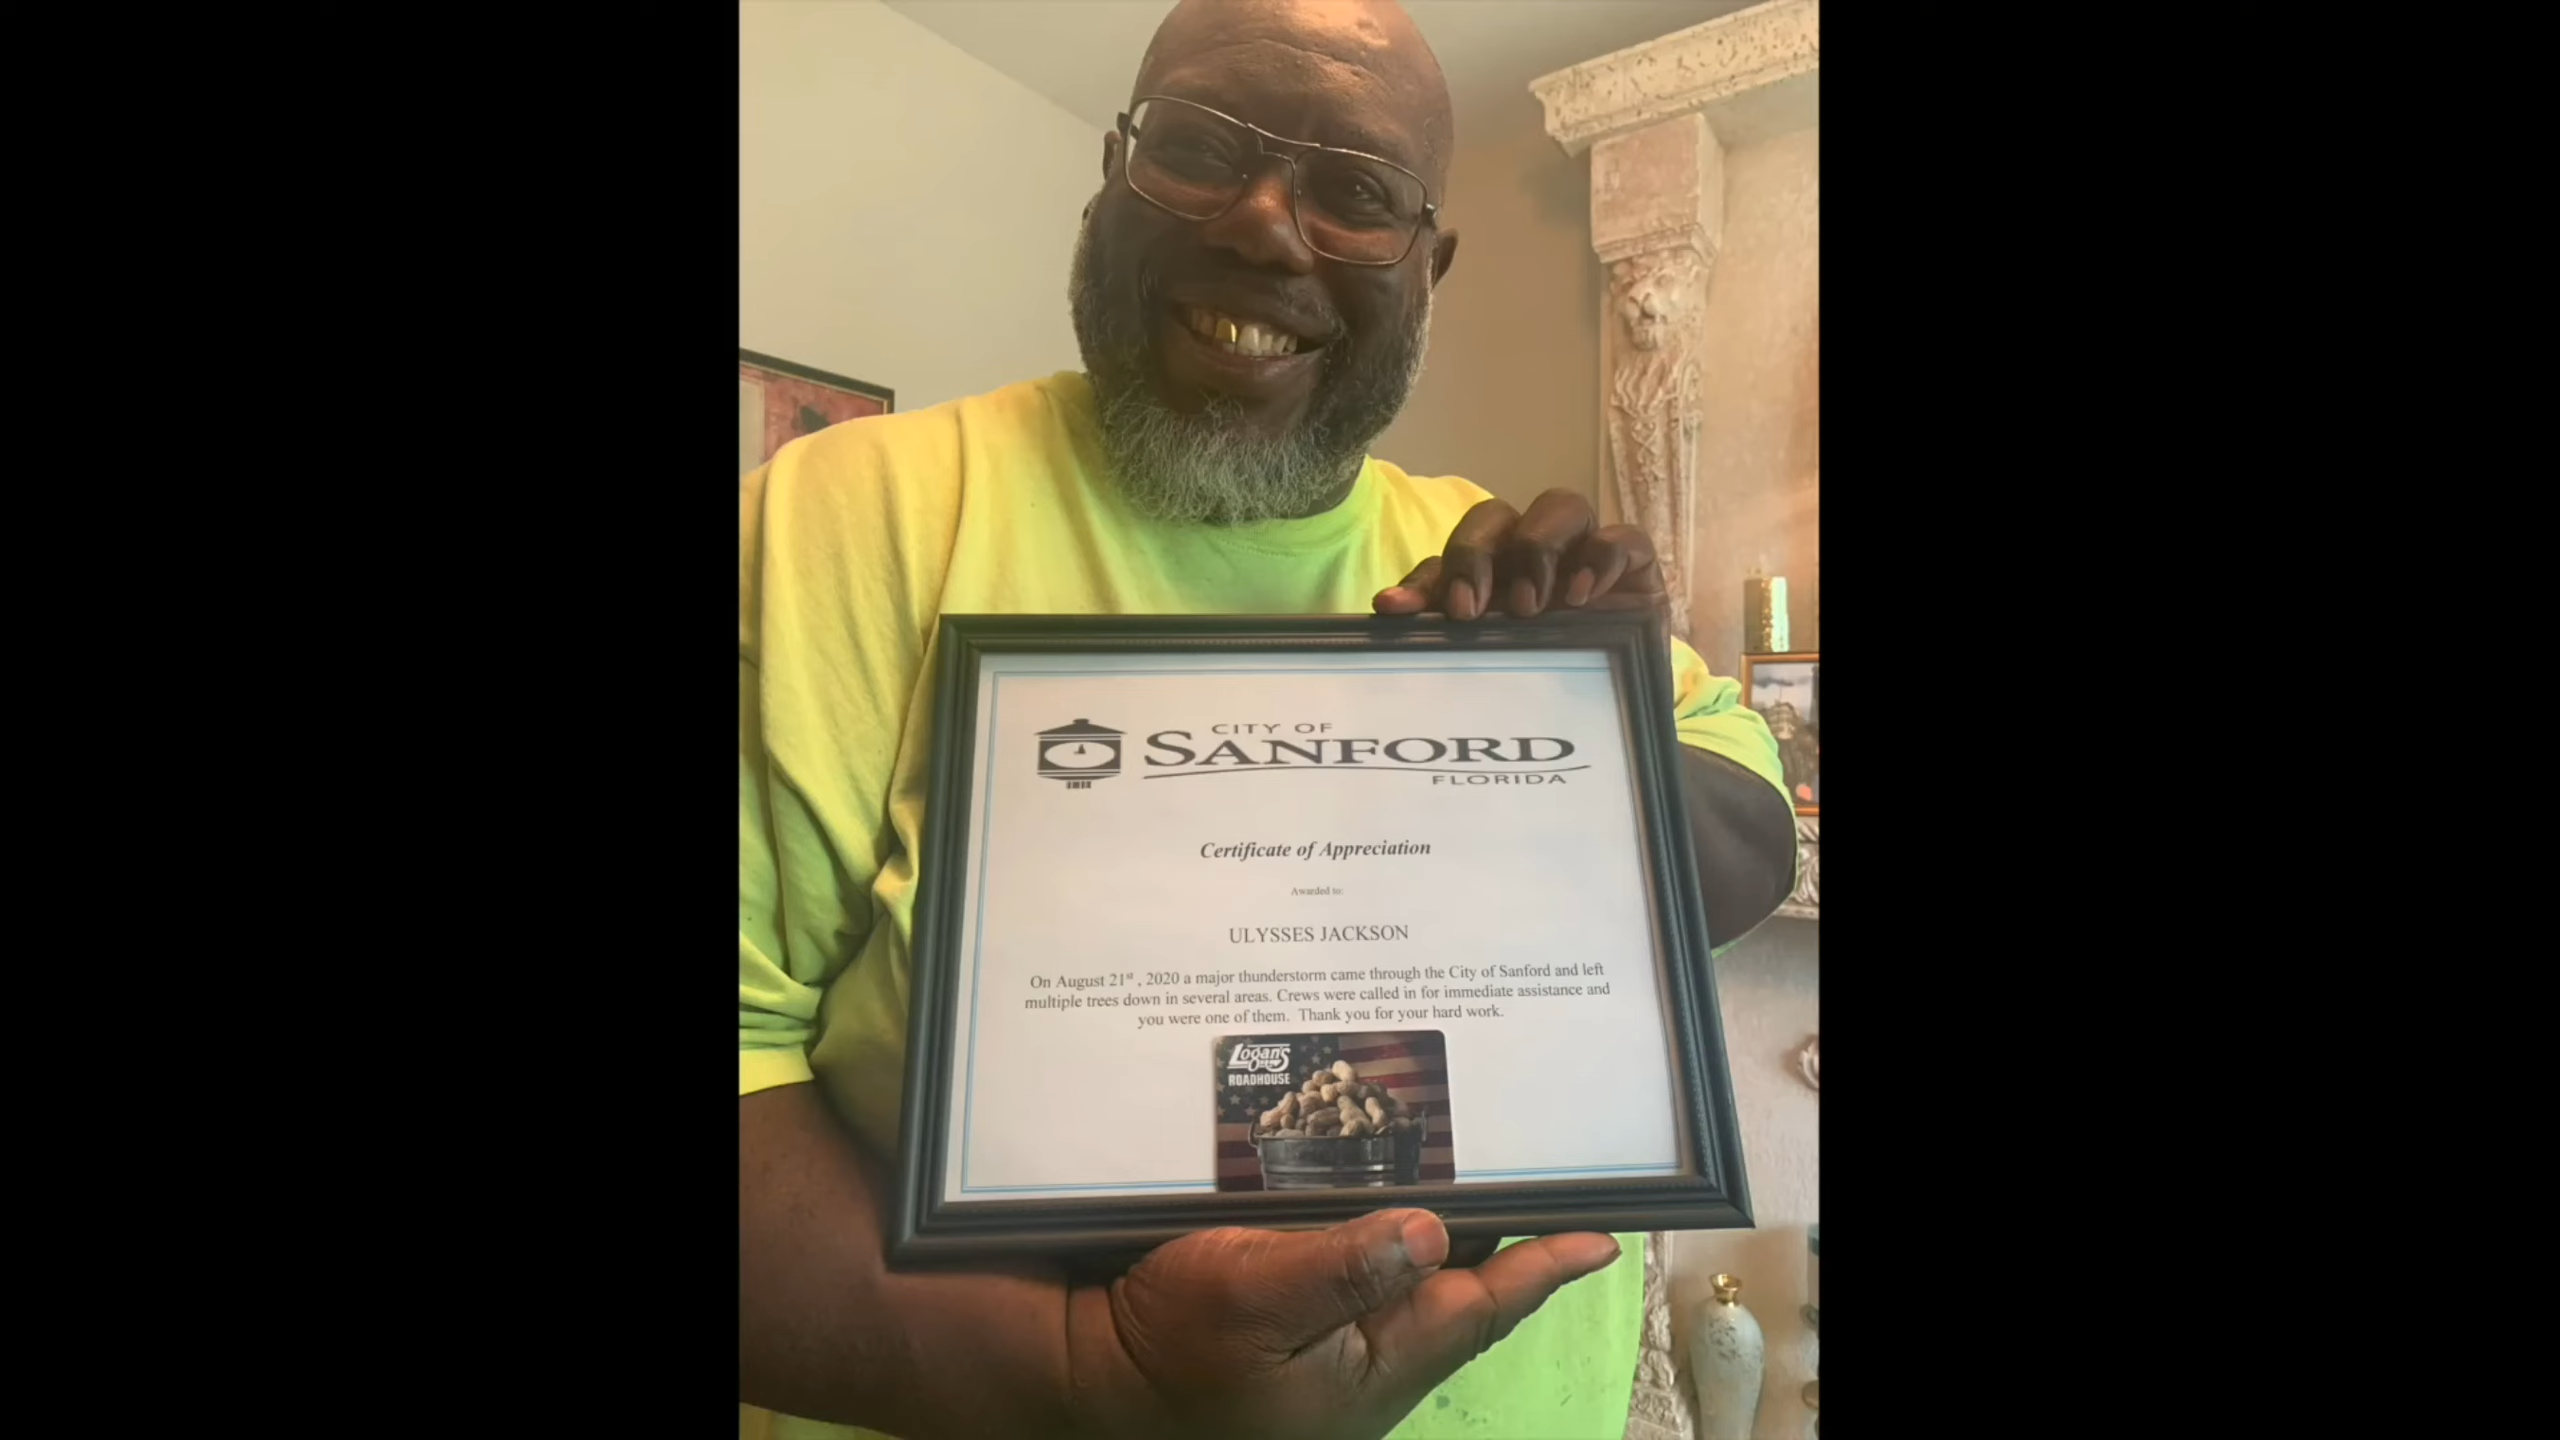 CITY OF
SANFORD
FLORIDA
Certificate of Appreciation
Awarded to:
ULYSSES JACKSON
On August 21st, 2020 a major thunderstorm came through the City of Sanford and left
multiple trees down in several areas. Crews were called in for immediate assistance and
you were one of them. Thank you for your hard work.
Logan's
ROADHOUSE